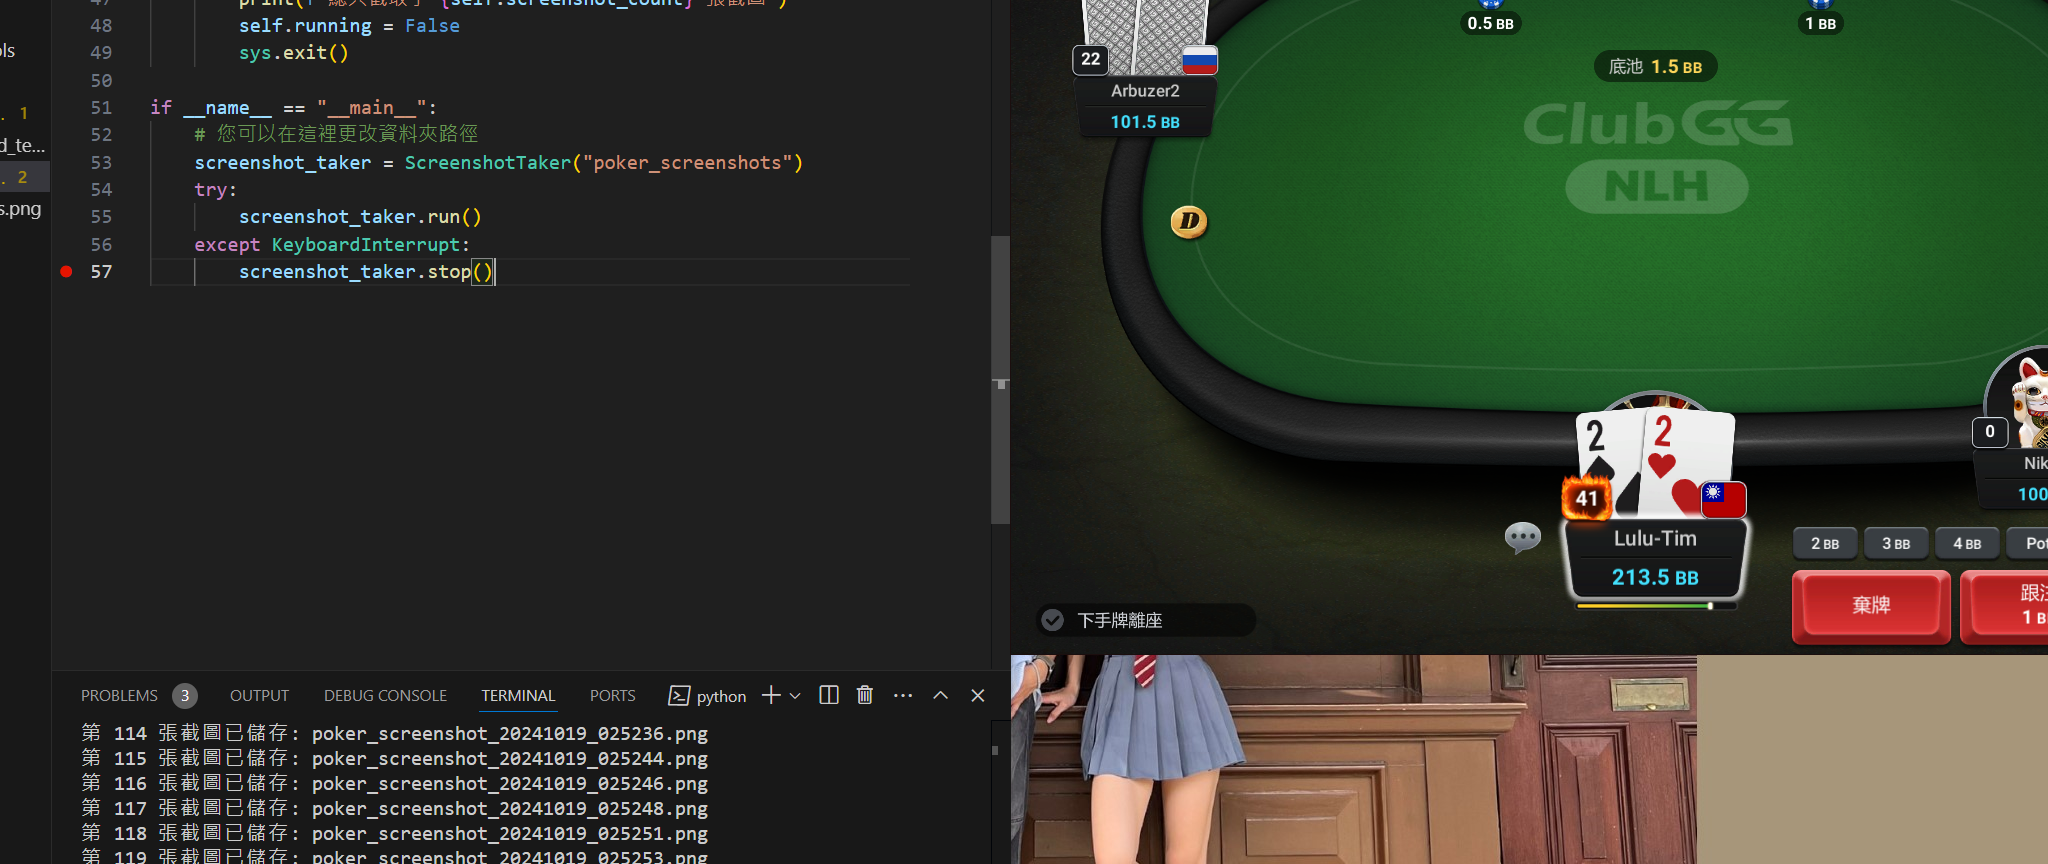 47
print(f"總共截取了 {self.screenshot_count} 張截圖")
48 self.running = False
49 sys.exit()
50
51 if __name__ == "__main__":
52 # 您可以在這裡更改資料夾路徑
53 screenshot_taker = ScreenshotTaker("poker_screenshots")
54 try:
55 screenshot_taker.run()
56 except KeyboardInterrupt:
57 screenshot_taker.stop()
ols
. 1
d_te...
. 2
s.png
PROBLEMS 3 OUTPUT DEBUG CONSOLE TERMINAL PORTS python
第 114 張截圖已儲存: poker_screenshot_20241019_025236.png
第 115 張截圖已儲存: poker_screenshot_20241019_025244.png
第 116 張截圖已儲存: poker_screenshot_20241019_025246.png
第 117 張截圖已儲存: poker_screenshot_20241019_025248.png
第 118 張截圖已儲存: poker_screenshot_20241019_025251.png
第 119 張截圖已儲存: poker_screenshot_20241019_025253.png
0.5 BB
1 BB
底池 1.5 BB
22
Arbuzer2
101.5 BB
ClubGG
NLH
D
2 2
41
Lulu-Tim
213.5 BB
0
Nik
100
2 BB 3 BB 4 BB Pot
棄牌
跟注
1 B
下手牌離座